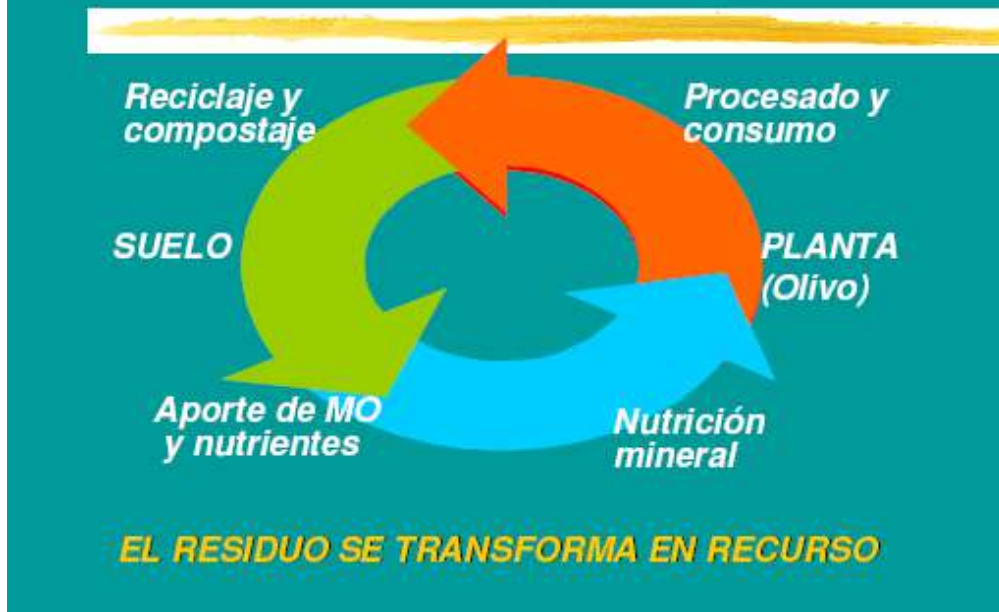 Reciclaje y
compostaje
Procesado y
consumo
SUELO
PLANTA
(Olivo)
Aporte de MO
y nutrientes
Nutrición
mineral
EL RESIDUO SE TRANSFORMA EN RECURSO